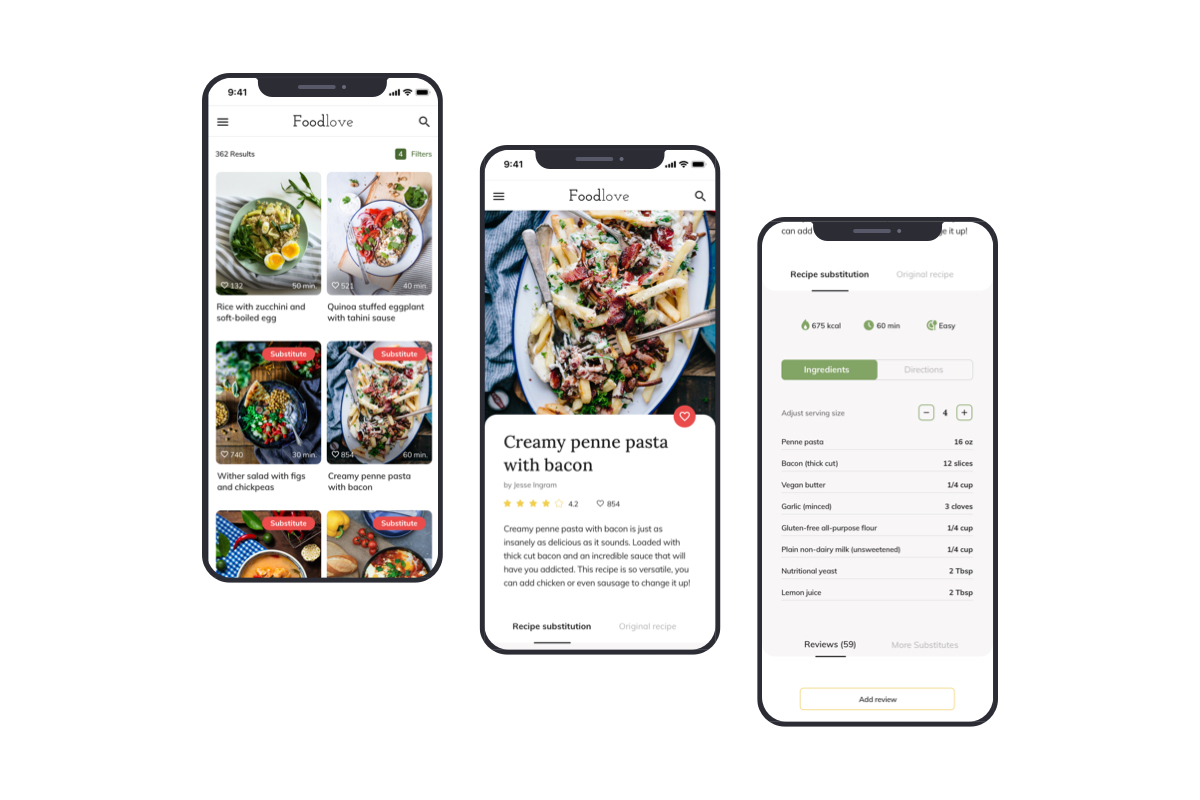 9:41
Foodlove
362 Results
4 Filters
132 50 min.
521 40 min.
Rice with zucchini and
soft-boiled egg
Quinoa stuffed eggplant
with tahini sause
Substitute
Substitute
740 30 min.
854 60 min.
Wither salad with figs
and chickpeas
Creamy penne pasta
with bacon
Substitute
Substitute
9:41
Foodlove
Creamy penne pasta
with bacon
by Jesse Ingram
4.2 854
Creamy penne pasta with bacon is just as
insanely as delicious as it sounds. Loaded with
thick cut bacon and an incredible sauce that will
have you addicted. This recipe is so versatile, you
can add chicken or even sausage to change it up!
Recipe substitution Original recipe
can add ge it up!
Recipe substitution Original recipe
675 kcal 60 min Easy
Ingredients Directions
Adjust serving size − 4 +
Penne pasta 16 oz
Bacon (thick cut) 12 slices
Vegan butter 1/4 cup
Garlic (minced) 3 cloves
Gluten-free all-purpose flour 1/4 cup
Plain non-dairy milk (unsweetened) 1/4 cup
Nutritional yeast 2 Tbsp
Lemon juice 2 Tbsp
Reviews (59) More Substitutes
Add review